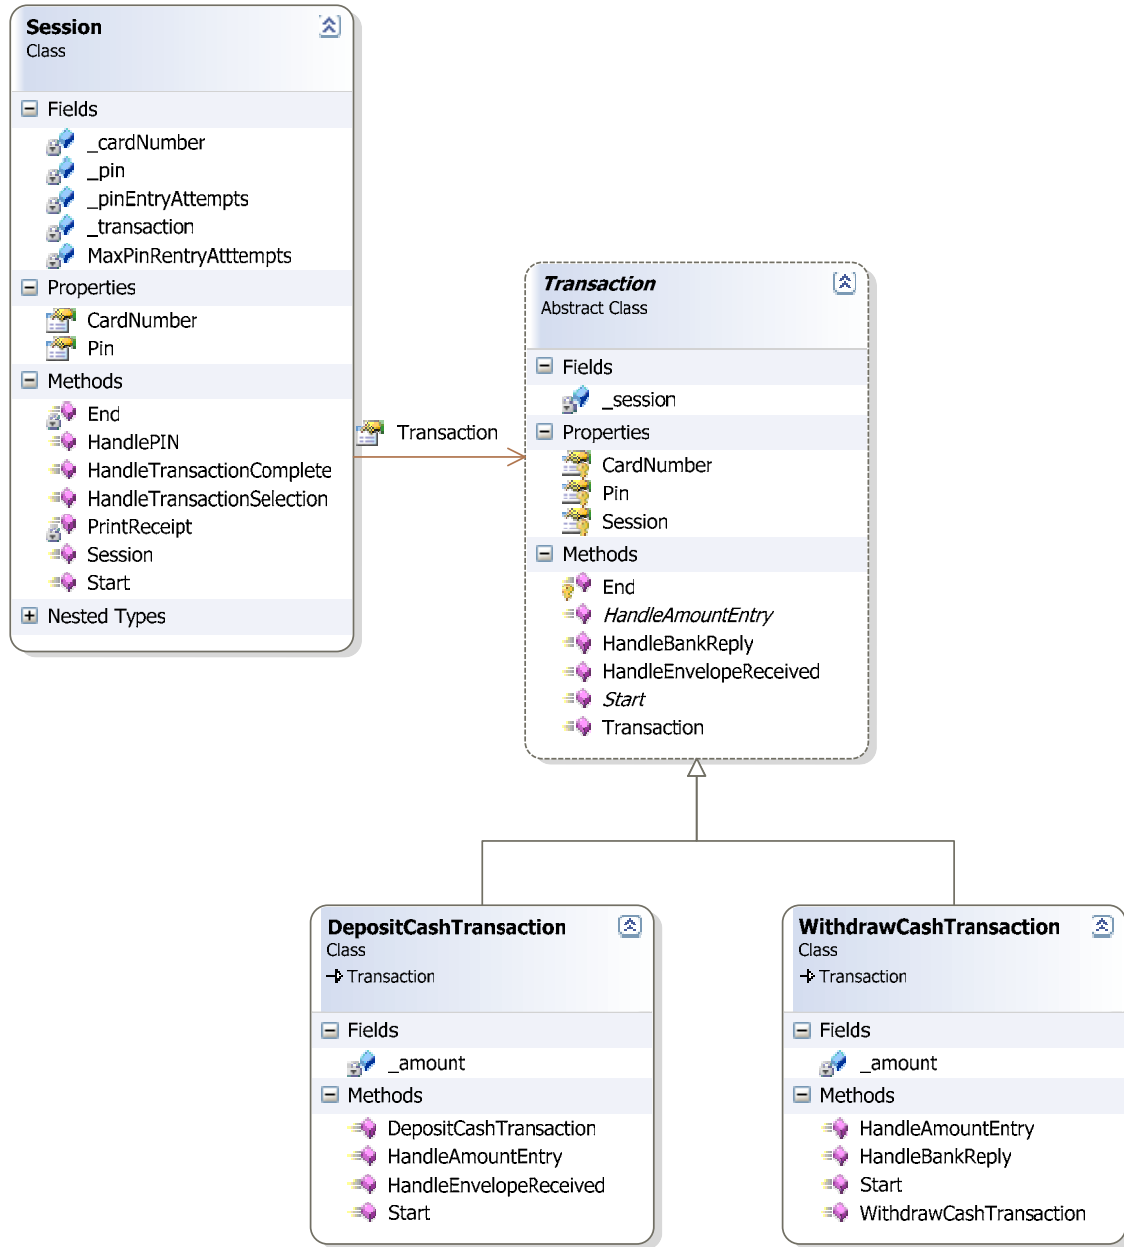 Session
Class
Fields
_cardNumber
_pin
_pinEntryAttempts
_transaction
MaxPinRentryAtttempts
Properties
CardNumber
Pin
Methods
End
HandlePIN
HandleTransactionComplete
HandleTransactionSelection
PrintReceipt
Session
Start
Nested Types
Transaction
Transaction
Abstract Class
Fields
_session
Properties
CardNumber
Pin
Session
Methods
End
HandleAmountEntry
HandleBankReply
HandleEnvelopeReceived
Start
Transaction
DepositCashTransaction
Class
Transaction
Fields
_amount
Methods
DepositCashTransaction
HandleAmountEntry
HandleEnvelopeReceived
Start
WithdrawCashTransaction
Class
Transaction
Fields
_amount
Methods
HandleAmountEntry
HandleBankReply
Start
WithdrawCashTransaction